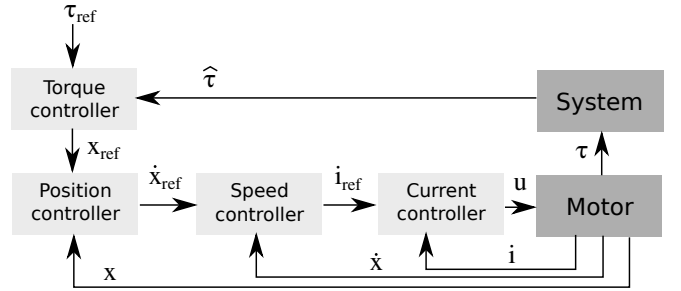 τref
Torque
controller
τ̂
System
xref
τ
Position
controller
ẋref
Speed
controller
iref
Current
controller
u
Motor
x
ẋ
i